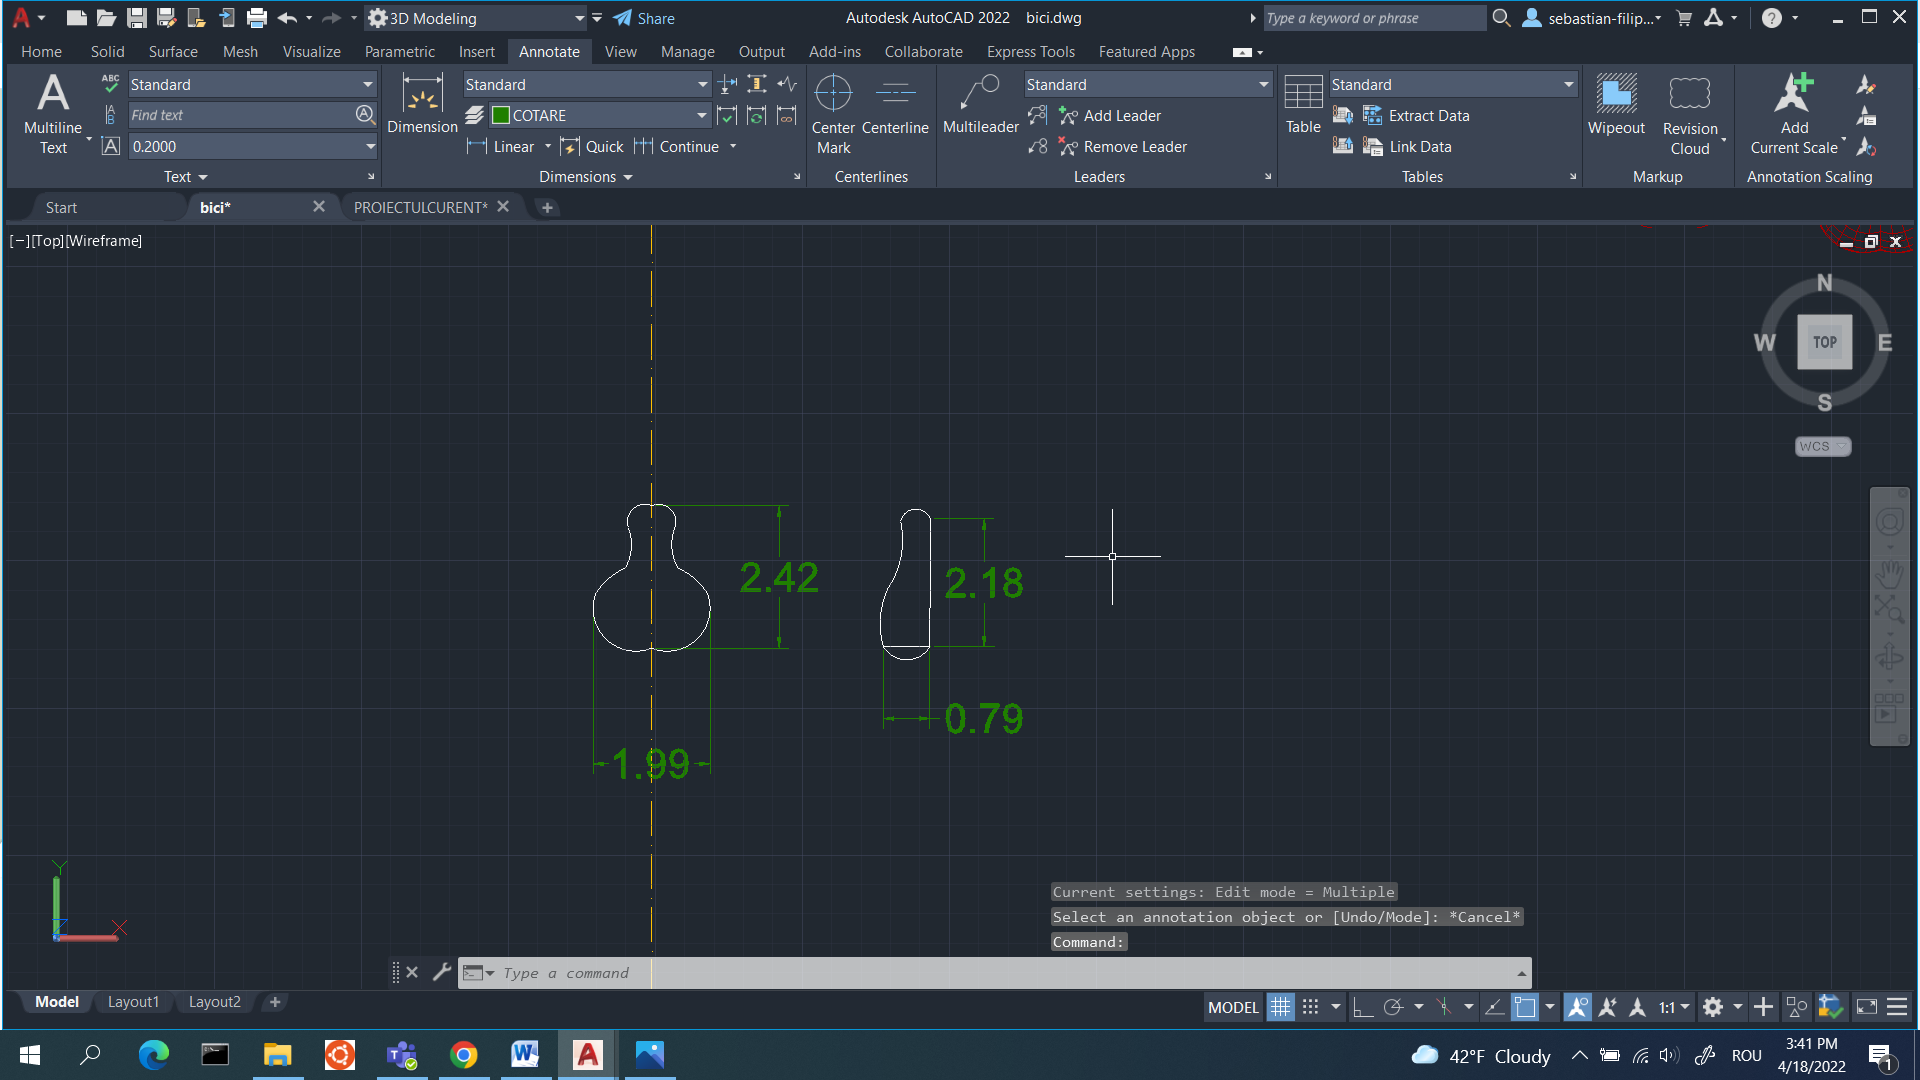 3D Modeling
Share
Autodesk AutoCAD 2022 bici.dwg
Type a keyword or phrase
sebastian-filip...
Home Solid Surface Mesh Visualize Parametric Insert Annotate View Manage Output Add-ins Collaborate Express Tools Featured Apps
A Multiline Text
ABC Standard
Find text
0.2000
Text
Dimension
Standard
COTARE
Linear Quick Continue
Dimensions
Center Mark
Centerline
Centerlines
Multileader
Standard
Add Leader
Remove Leader
Leaders
Table
Standard
Extract Data
Link Data
Tables
Wipeout
Revision Cloud
Markup
Add Current Scale
Annotation Scaling
Start bici* PROIECTULCURENT*
[−][Top][Wireframe]
N
W TOP E
S
WCS
2.42
2.18
0.79
1.99
Y
Z
X
Current settings: Edit mode = Multiple
Select an annotation object or [Undo/Mode]: *Cancel*
Command:
Type a command
Model Layout1 Layout2
MODEL
1:1
42°F Cloudy
ROU
3:41 PM
4/18/2022
1